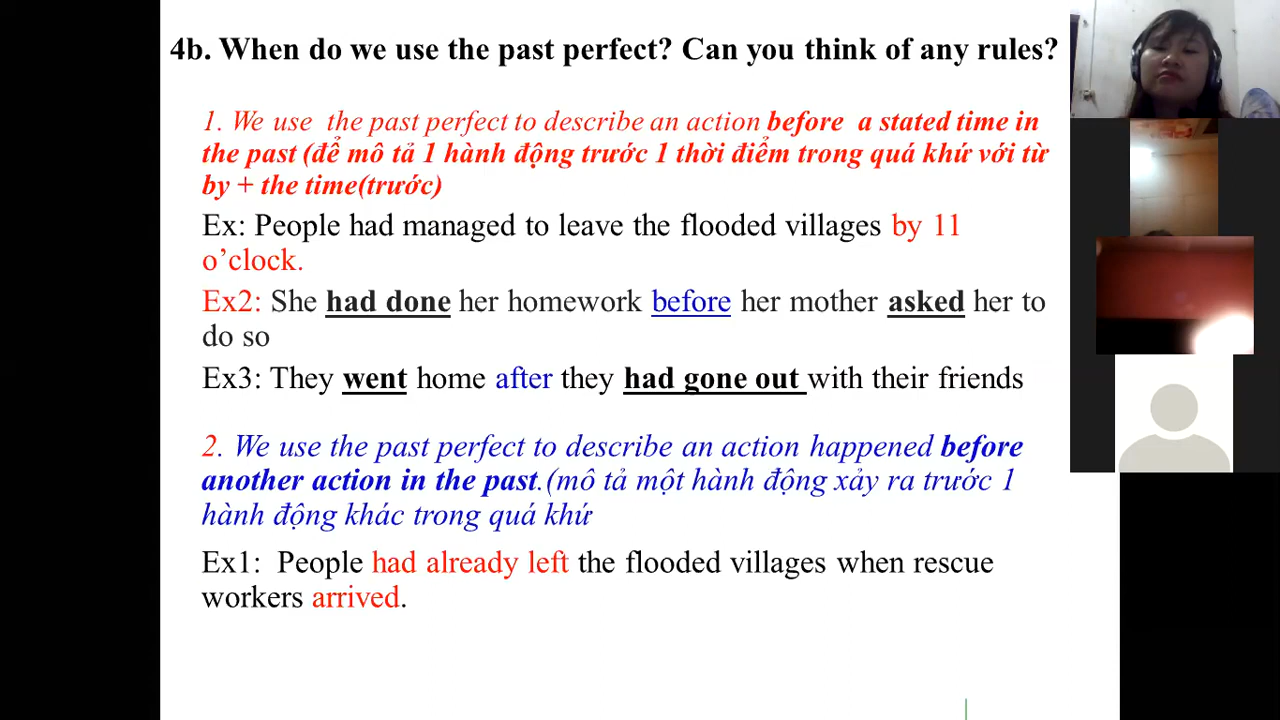 4b. When do we use the past perfect? Can you think of any rules?
1. We use the past perfect to describe an action before a stated time in
the past (để mô tả 1 hành động trước 1 thời điểm trong quá khứ với từ
by + the time(trước)
Ex: People had managed to leave the flooded villages by 11
o’clock.
Ex2: She had done her homework before her mother asked her to
do so
Ex3: They went home after they had gone out with their friends
2. We use the past perfect to describe an action happened before
another action in the past.(mô tả một hành động xảy ra trước 1
hành động khác trong quá khứ
Ex1: People had already left the flooded villages when rescue
workers arrived.